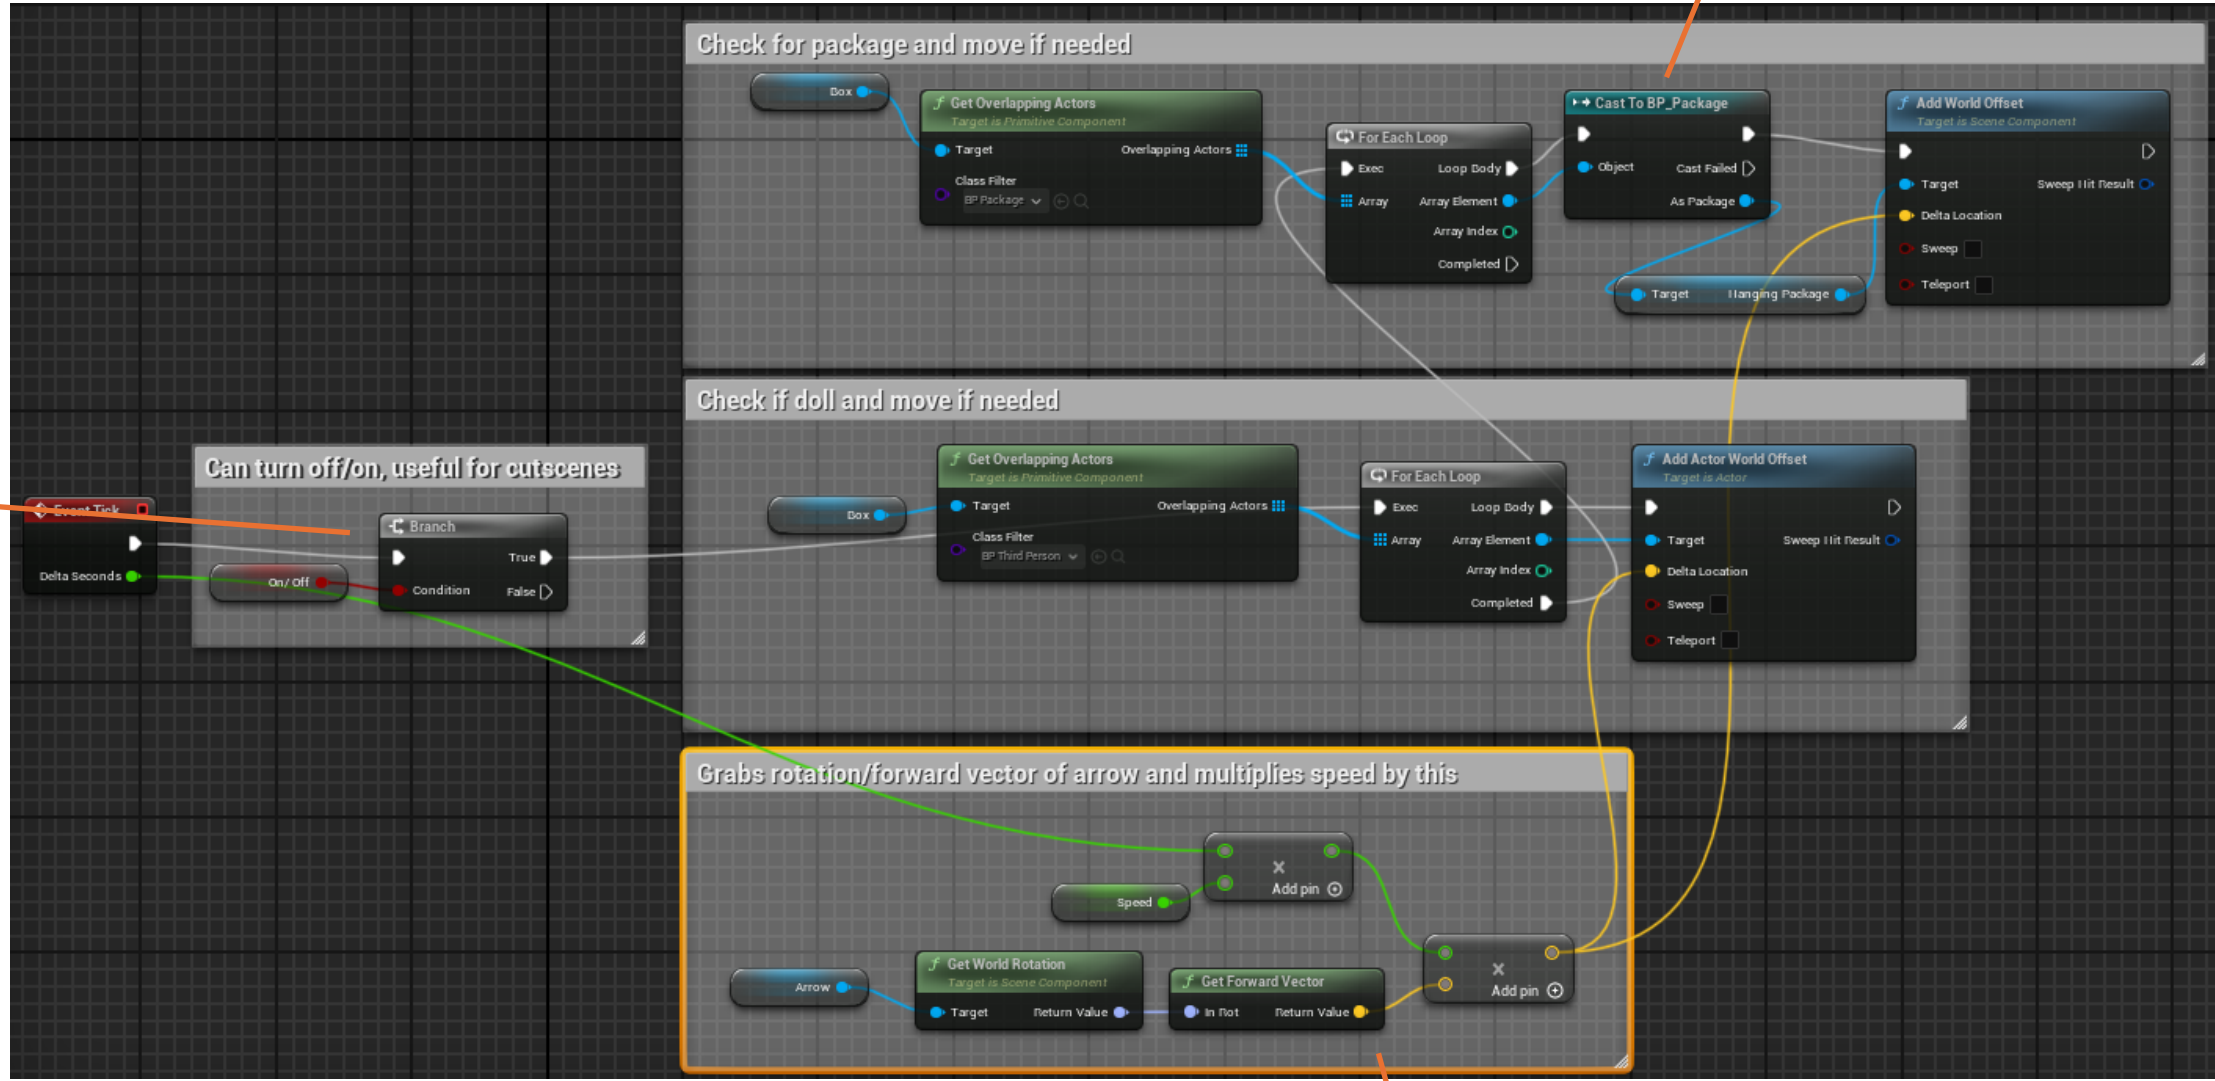 Check for package and move if needed
Box
Get Overlapping Actors
Target is Primitive Component
Target
Overlapping Actors
Class Filter
BP Package
For Each Loop
Exec
Loop Body
Array
Array Element
Array Index
Completed
Cast To BP_Package
Object
Cast Failed
As Package
Target
Hanging Package
Add World Offset
Target is Scene Component
Target
Sweep Hit Result
Delta Location
Sweep
Teleport
Check if doll and move if needed
Box
Get Overlapping Actors
Target is Primitive Component
Target
Overlapping Actors
Class Filter
BP Third Person
For Each Loop
Exec
Loop Body
Array
Array Element
Array Index
Completed
Add Actor World Offset
Target is Actor
Target
Sweep Hit Result
Delta Location
Sweep
Teleport
Event Tick
Delta Seconds
Can turn off/on, useful for cutscenes
On/ Off
Branch
True
Condition
False
Grabs rotation/forward vector of arrow and multiplies speed by this
Speed
Add pin
Arrow
Get World Rotation
Target is Scene Component
Target
Return Value
Get Forward Vector
In Rot
Return Value
Add pin